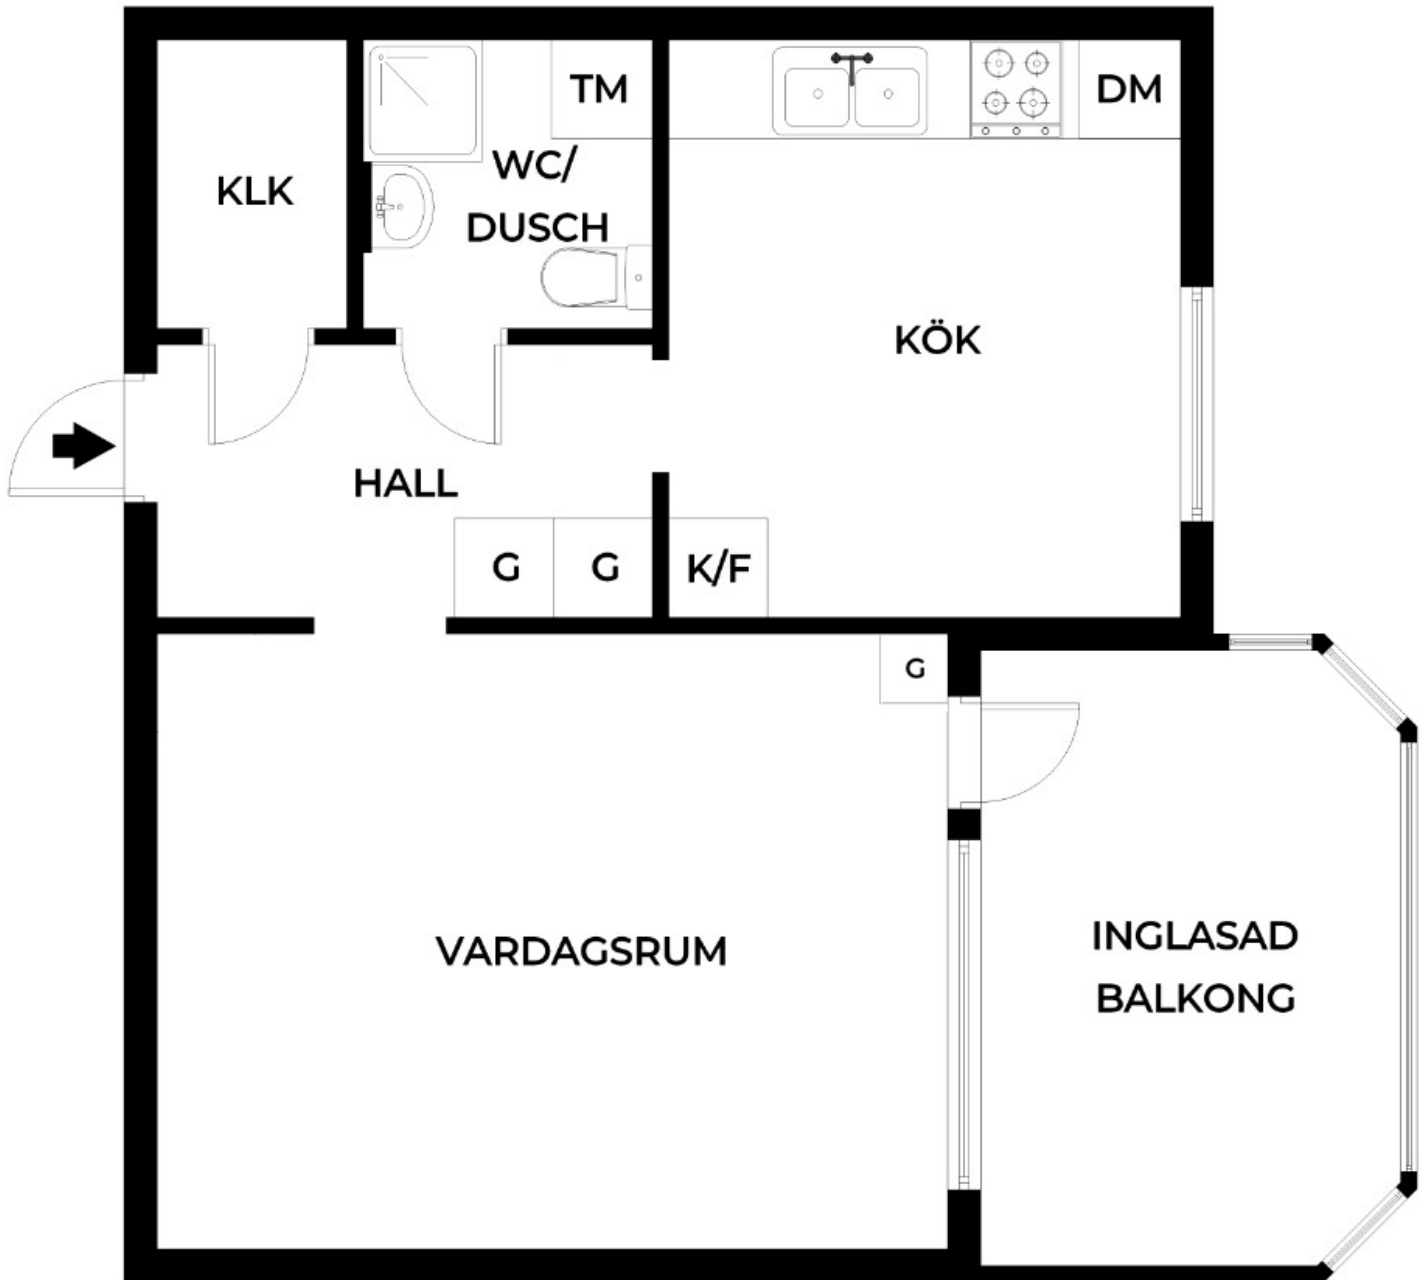 TM
DM
WC/
DUSCH
KLK
KÖK
HALL
G
G
K/F
G
VARDAGSRUM
INGLASAD
BALKONG